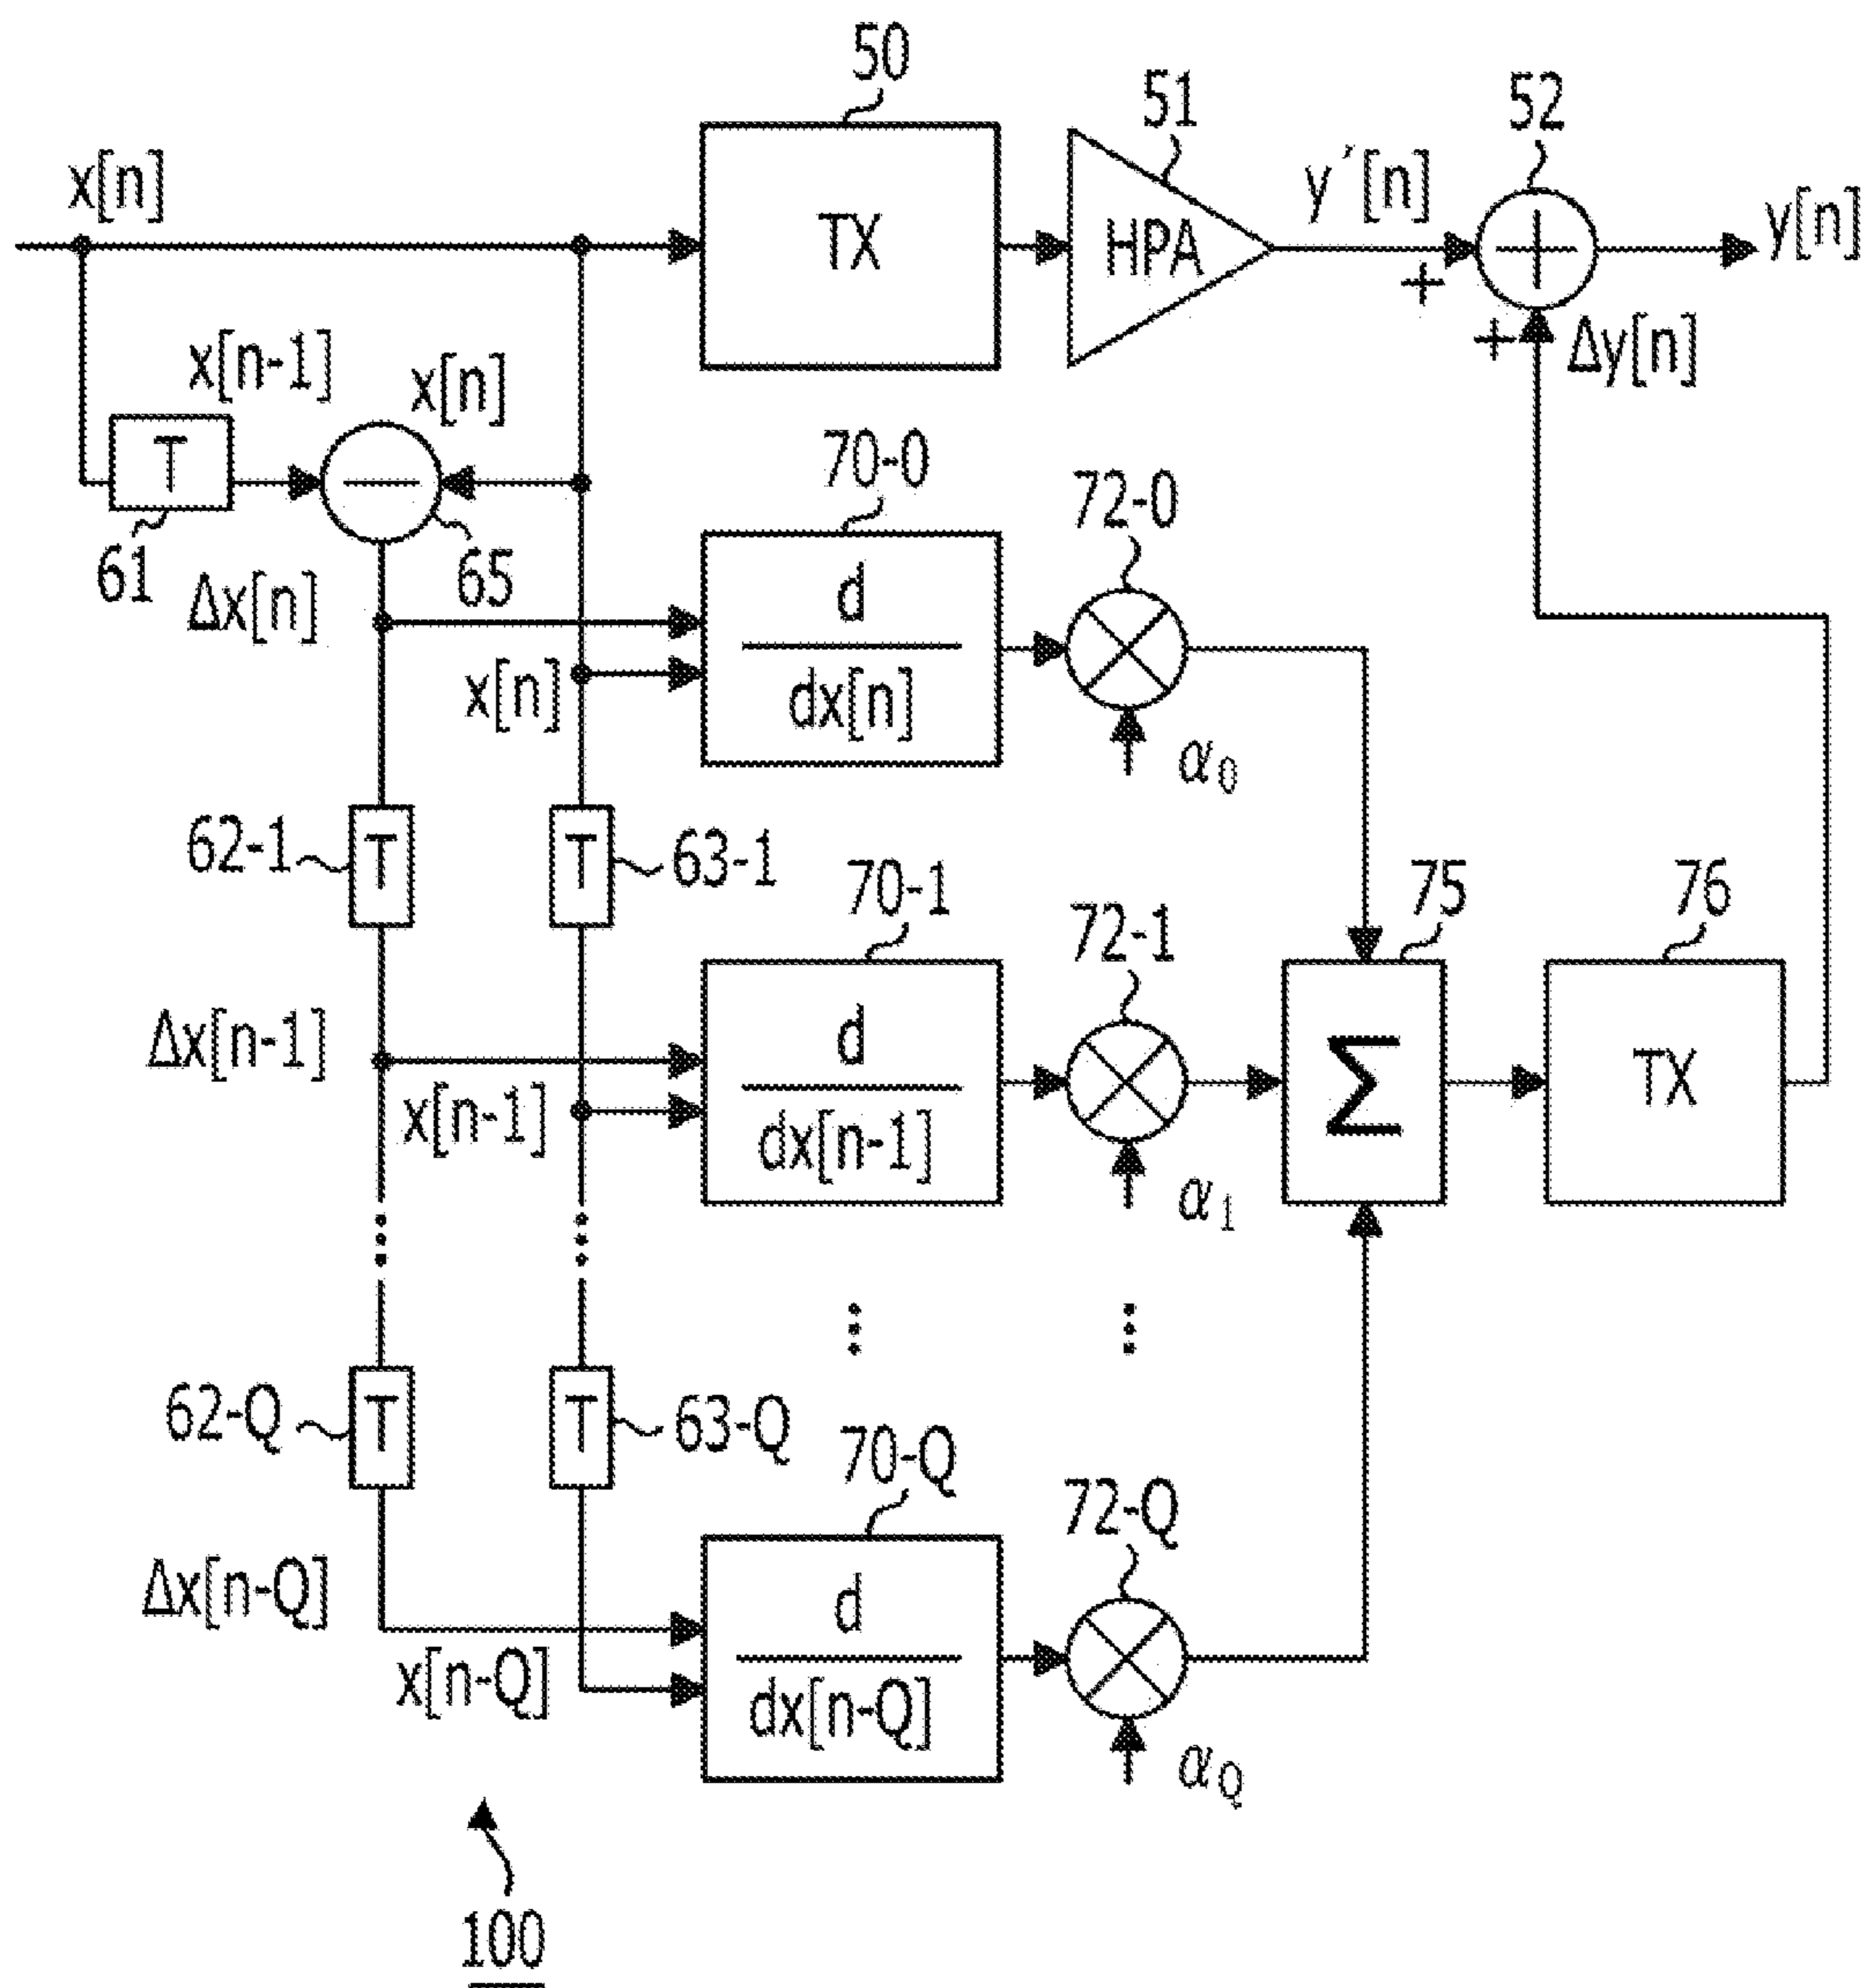 50
51
52
x[n]
TX
HPA
y´[n]
y[n]
+
+
Δy[n]
x[n-1]
x[n]
T
61
65
Δx[n]
70-0
d
dx[n]
x[n]
72-0
α₀
62-1
T
T
63-1
70-1
72-1
75
76
Δx[n-1]
x[n-1]
d
dx[n-1]
α₁
Σ
TX
62-Q
T
T
63-Q
70-Q
72-Q
Δx[n-Q]
x[n-Q]
d
dx[n-Q]
αQ
100